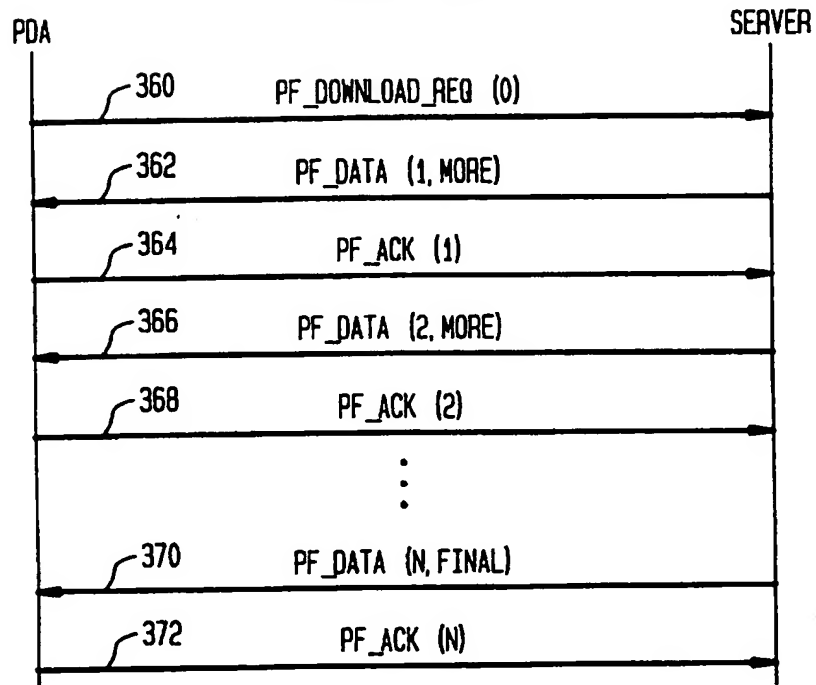 PDA
SERVER
360
PF_DOWNLOAD_REQ (0)
362
PF_DATA (1, MORE)
364
PF_ACK (1)
366
PF_DATA (2, MORE)
368
PF_ACK (2)
370
PF_DATA (N, FINAL)
372
PF_ACK (N)